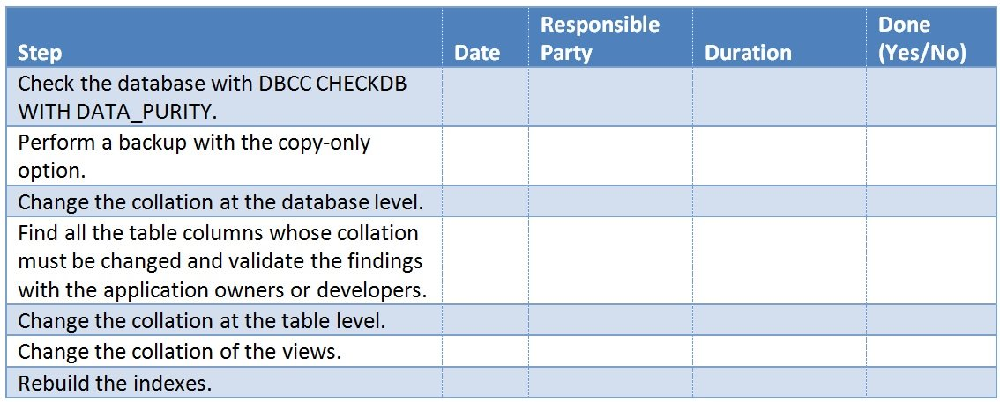 Step Date Responsible Party Duration Done (Yes/No)
Check the database with DBCC CHECKDB
WITH DATA_PURITY.
Perform a backup with the copy-only
option.
Change the collation at the database level.
Find all the table columns whose collation
must be changed and validate the findings
with the application owners or developers.
Change the collation at the table level.
Change the collation of the views.
Rebuild the indexes.